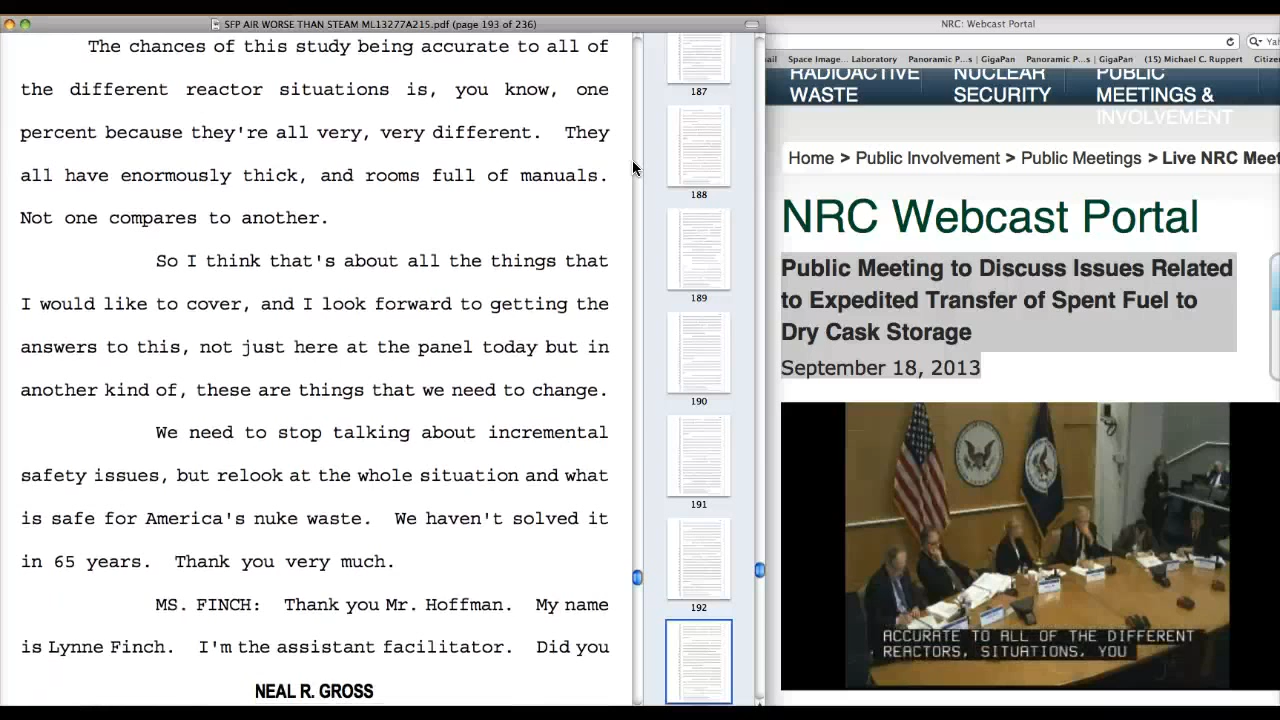 SFP AIR WORSE THAN STEAM ML13277A215.pdf (page 193 of 236)
The chances of this study being accurate to all of
the different reactor situations is, you know, one
percent because they're all very, very different. They
all have enormously thick, and rooms full of manuals.
Not one compares to another.
So I think that's about all the things that
I would like to cover, and I look forward to getting the
answers to this, not just here at the panel today but in
another kind of, these are things that we need to change.
We need to stop talking about incremental
safety issues, but relook at the whole situation and what
is safe for America's nuke waste. We haven't solved it
in 65 years. Thank you very much.
MS. FINCH: Thank you Mr. Hoffman. My name
is Lynne Finch. I'm the assistant facilitator. Did you
NEAL R. GROSS
187
188
189
190
191
192
NRC: Webcast Portal
Space Image... Laboratory Panoramic P...s | GigaPan Panoramic P...s | GigaPan (15) Michael C. Ruppert
RADIOACTIVE WASTE
NUCLEAR SECURITY
PUBLIC MEETINGS & INVOLVEMENT
Home > Public Involvement > Public Meetings > Live NRC Mee
NRC Webcast Portal
Public Meeting to Discuss Issues Related
to Expedited Transfer of Spent Fuel to
Dry Cask Storage
September 18, 2013
ACCURATE TO ALL OF THE DIFFERENT
REACTORS, SITUATIONS, YOU